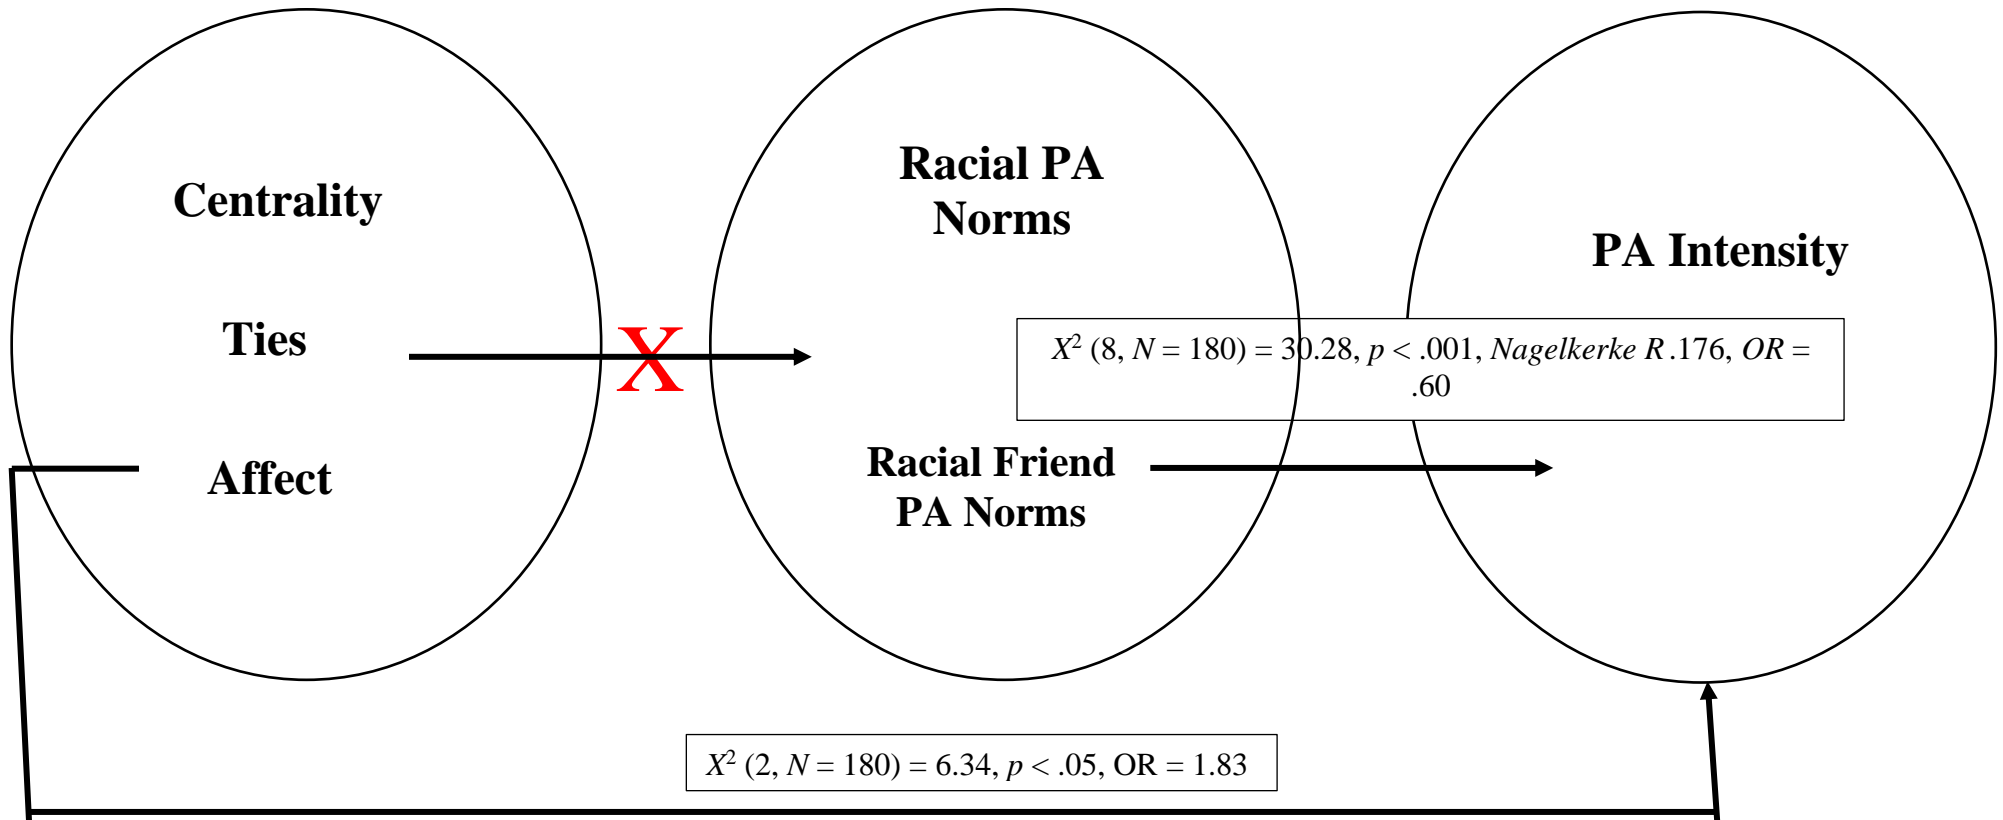 Centrality
Ties
Affect
X
Racial PA
Norms
Racial Friend
PA Norms
PA Intensity
X² (8, N = 180) = 30.28, p < .001, Nagelkerke R .176, OR =
.60
X² (2, N = 180) = 6.34, p < .05, OR = 1.83